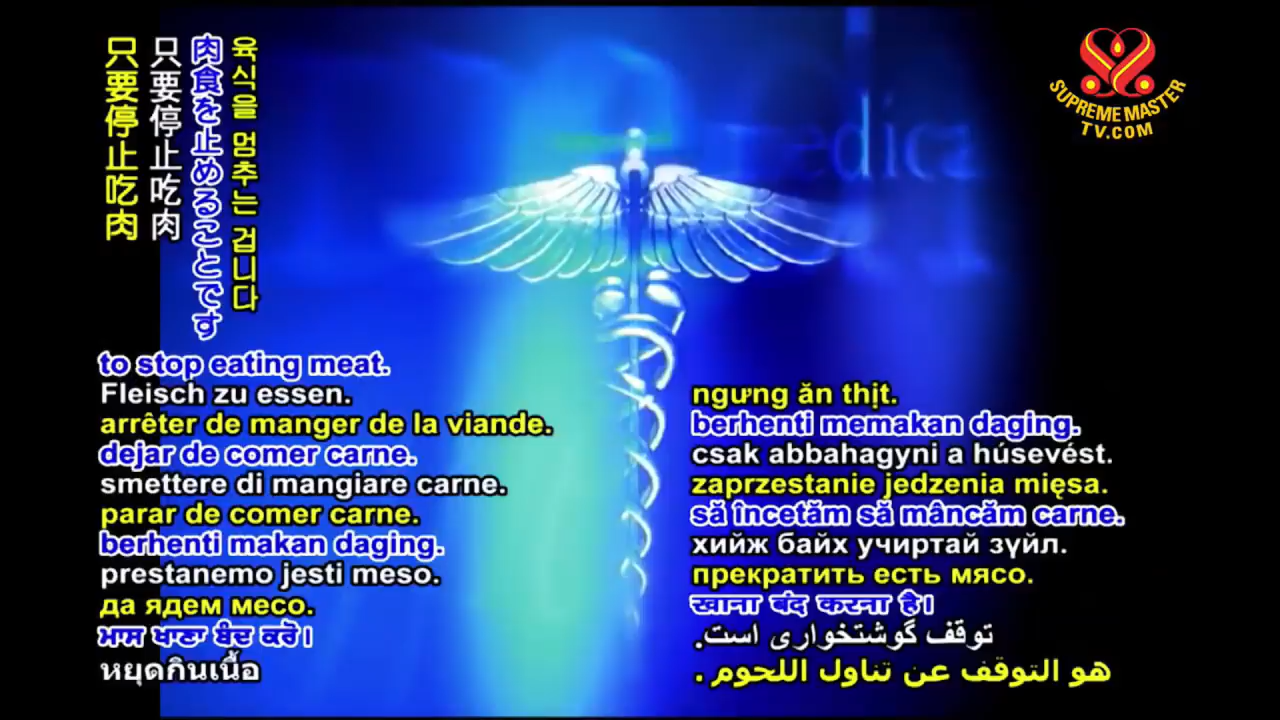 只要停止吃肉
只要停止吃肉
肉食を止めることです
육식을 멈추는 겁니다
SUPREME MASTER
TV.COM
medica
to stop eating meat.
Fleisch zu essen.
arrêter de manger de la viande.
dejar de comer carne.
smettere di mangiare carne.
parar de comer carne.
berhenti makan daging.
prestanemo jesti meso.
да ядем месо.
ਮਾਸ ਖਾਣਾ ਬੰਦ ਕਰੋ।
หยุดกินเนื้อ
ngưng ăn thịt.
berhenti memakan daging.
csak abbahagyni a húsevést.
zaprzestanie jedzenia mięsa.
să încetăm să mâncăm carne.
хийж байх учиртай зүйл.
прекратить есть мясо.
खाना बंद करना है।
توقف گوشتخواری است.
هو التوقف عن تناول اللحوم .